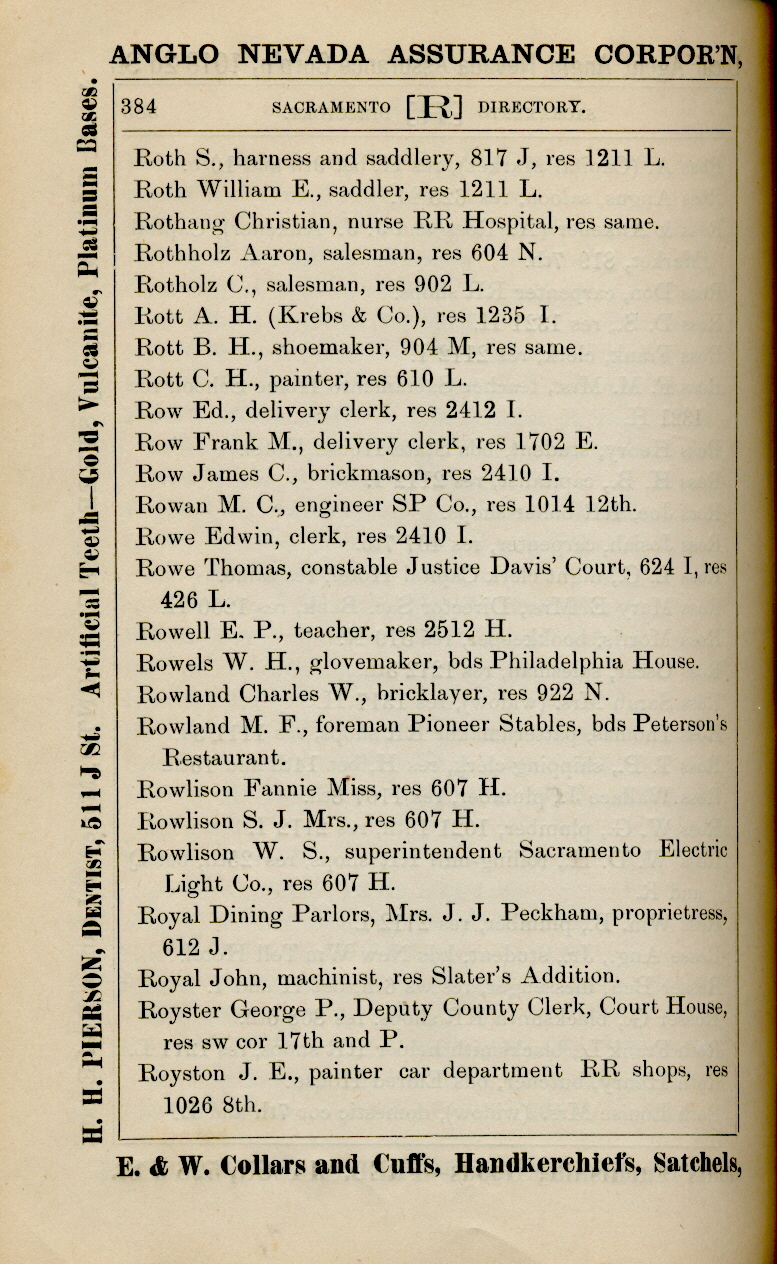 ANGLO NEVADA ASSURANCE CORPOR'N,
384 SACRAMENTO [R] DIRECTORY.
Roth S., harness and saddlery, 817 J, res 1211 L.
Roth William E., saddler, res 1211 L.
Rothang Christian, nurse RR Hospital, res same.
Rothholz Aaron, salesman, res 604 N.
Rotholz C., salesman, res 902 L.
Rott A. H. (Krebs & Co.), res 1235 I.
Rott B. H., shoemaker, 904 M, res same.
Rott C. H., painter, res 610 L.
Row Ed., delivery clerk, res 2412 I.
Row Frank M., delivery clerk, res 1702 E.
Row James C., brickmason, res 2410 I.
Rowan M. C., engineer SP Co., res 1014 12th.
Rowe Edwin, clerk, res 2410 I.
Rowe Thomas, constable Justice Davis' Court, 624 I, res
426 L.
Rowell E. P., teacher, res 2512 H.
Rowels W. H., glovemaker, bds Philadelphia House.
Rowland Charles W., bricklayer, res 922 N.
Rowland M. F., foreman Pioneer Stables, bds Peterson's
Restaurant.
Rowlison Fannie Miss, res 607 H.
Rowlison S. J. Mrs., res 607 H.
Rowlison W. S., superintendent Sacramento Electric
Light Co., res 607 H.
Royal Dining Parlors, Mrs. J. J. Peckham, proprietress,
612 J.
Royal John, machinist, res Slater's Addition.
Royster George P., Deputy County Clerk, Court House,
res sw cor 17th and P.
Royston J. E., painter car department RR shops, res
1026 8th.
E. & W. Collars and Cuffs, Handkerchiefs, Satchels,
H. H. PIERSON, DENTIST, 511 J St. Artificial Teeth—Gold, Vulcanite, Platinum Bases.